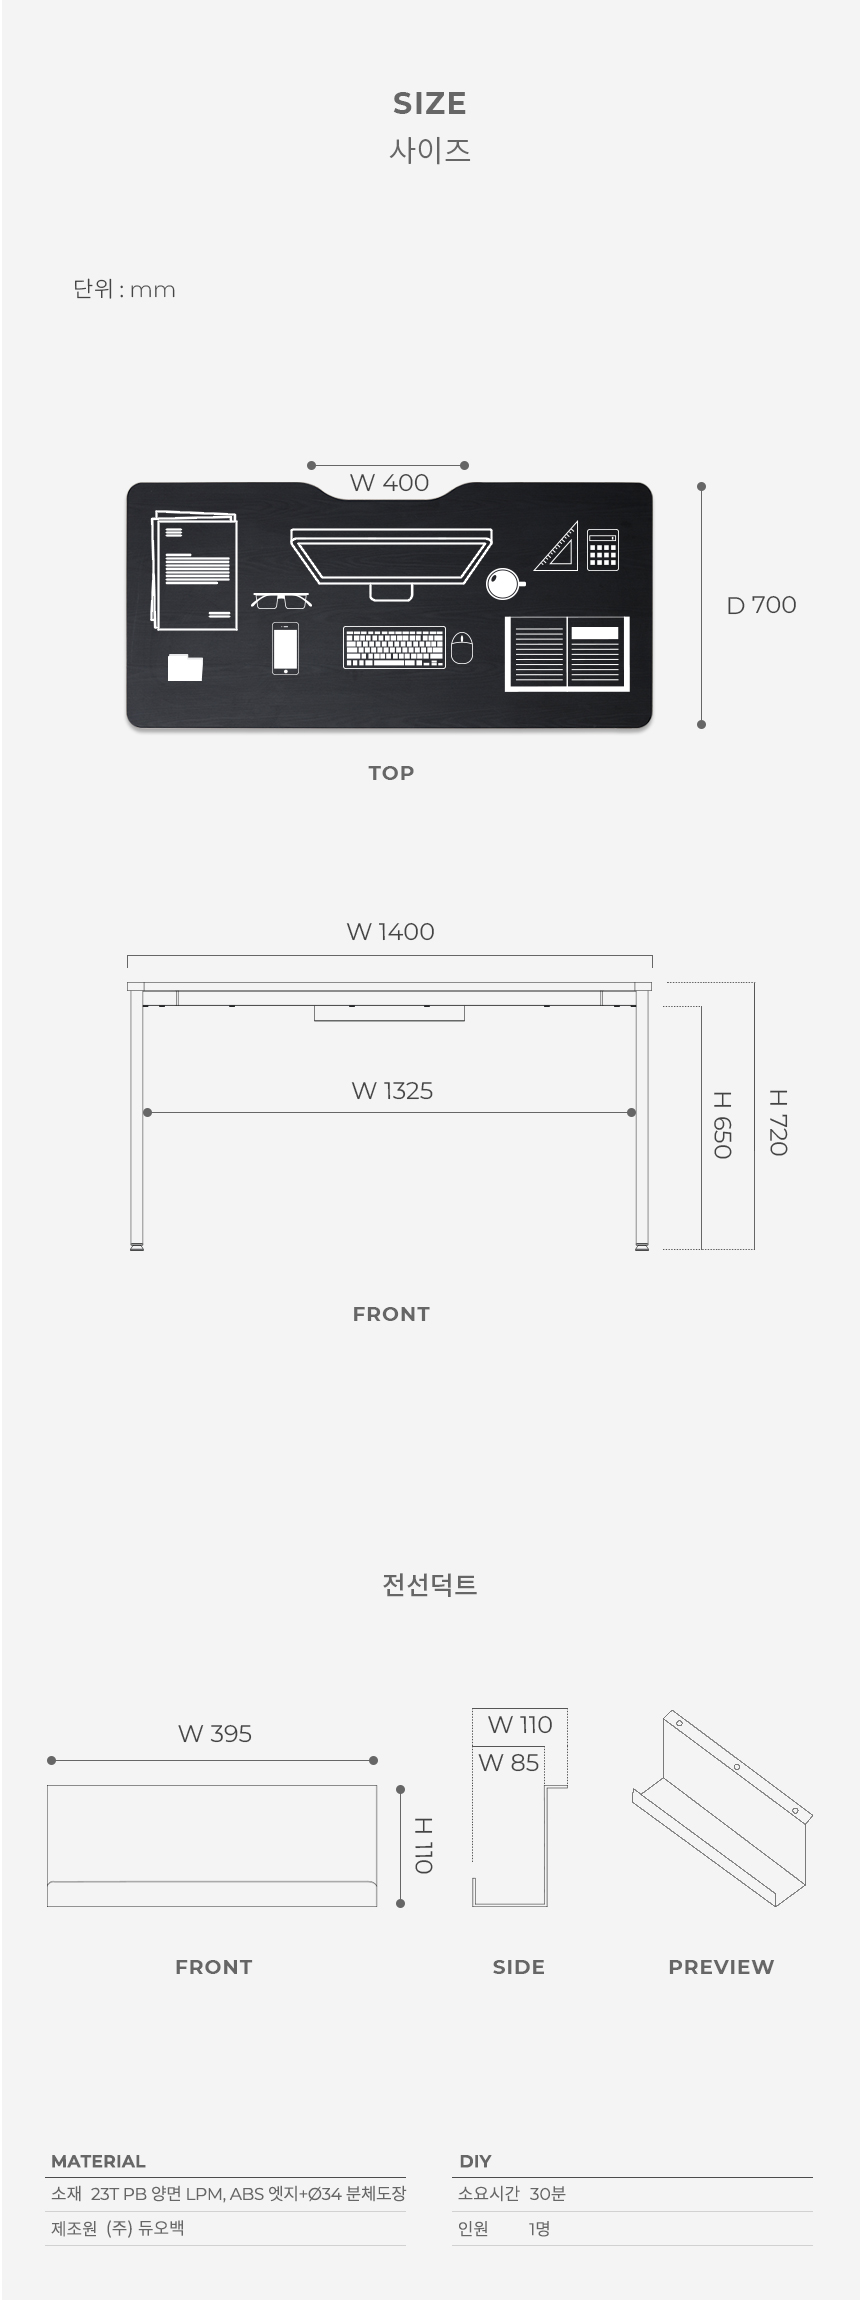 SIZE
사이즈
단위 : mm
W 400
D 700
TOP
W 1400
W 1325
H 650
H 720
FRONT
전선덕트
W 395
H 110
W 110
W 85
FRONT
SIDE
PREVIEW
MATERIAL
소재 23T PB 양면 LPM, ABS 엣지+Ø34 분체도장
제조원 (주) 듀오백
DIY
소요시간 30분
인원 1명